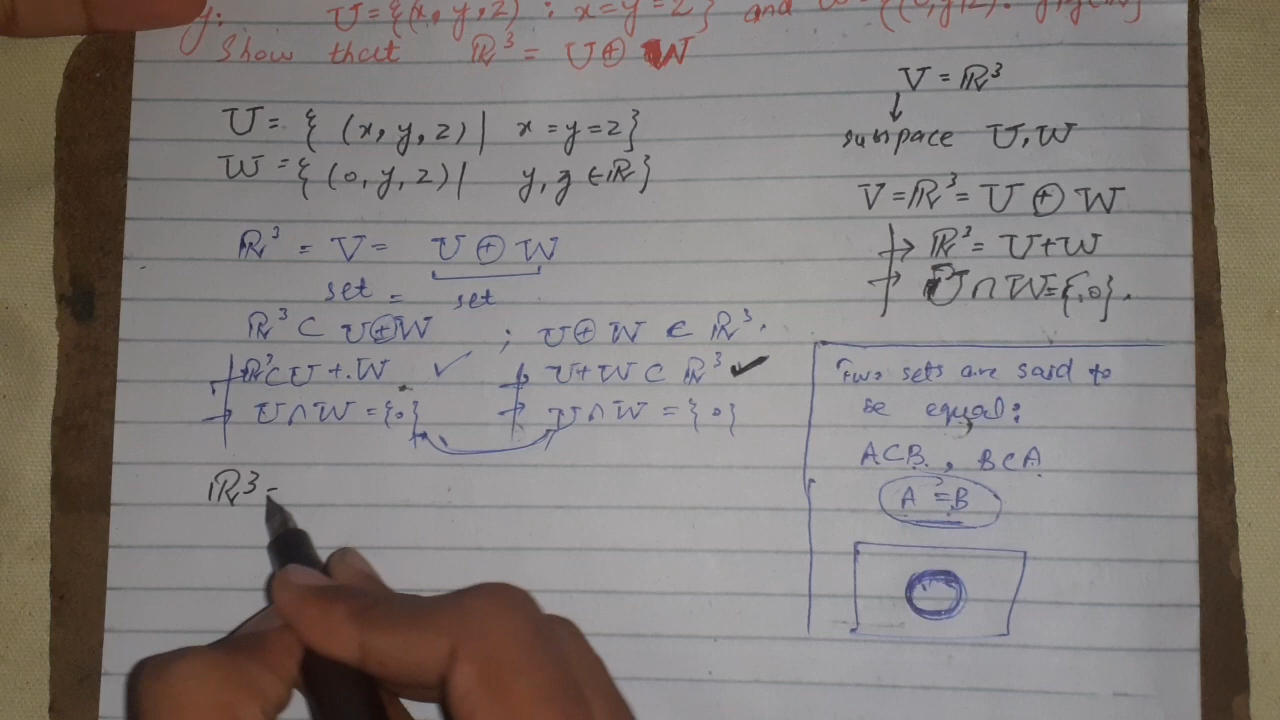 U = {(x, y, z) : x = y = z} and
Show that ℝ³ = U ⊕ W
U = { (x, y, z) | x = y = z }
W = { (0, y, z) | y, z ∈ ℝ }
ℝ³ = V = U ⊕ W
set = set
ℝ³ ⊂ U⊕W ; U⊕W ⊂ ℝ³.
ℝ³ ⊂ U + W ✓ U + W ⊂ ℝ³ ✓
→ U ∩ W = {0} → U ∩ W = {0}
ℝ³ =
V = ℝ³
↓
subspace U, W
V = ℝ³ = U ⊕ W
→ ℝ³ = U + W
→ U ∩ W = {0}.
Two sets are said to
be equal:
A ⊂ B, B ⊂ A
A = B